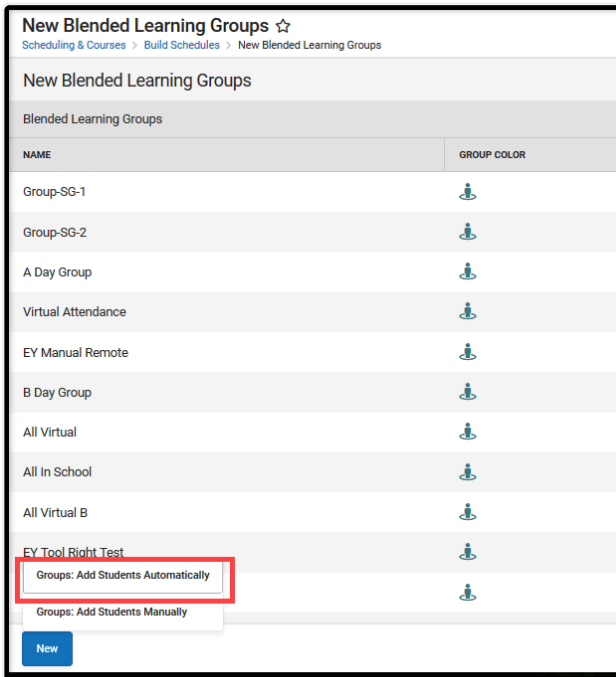 New Blended Learning Groups
Scheduling & Courses > Build Schedules > New Blended Learning Groups
New Blended Learning Groups
Blended Learning Groups
NAME GROUP COLOR
Group-SG-1
Group-SG-2
A Day Group
Virtual Attendance
EY Manual Remote
B Day Group
All Virtual
All In School
All Virtual B
EY Tool Right Test
Groups: Add Students Automatically
Groups: Add Students Manually
New